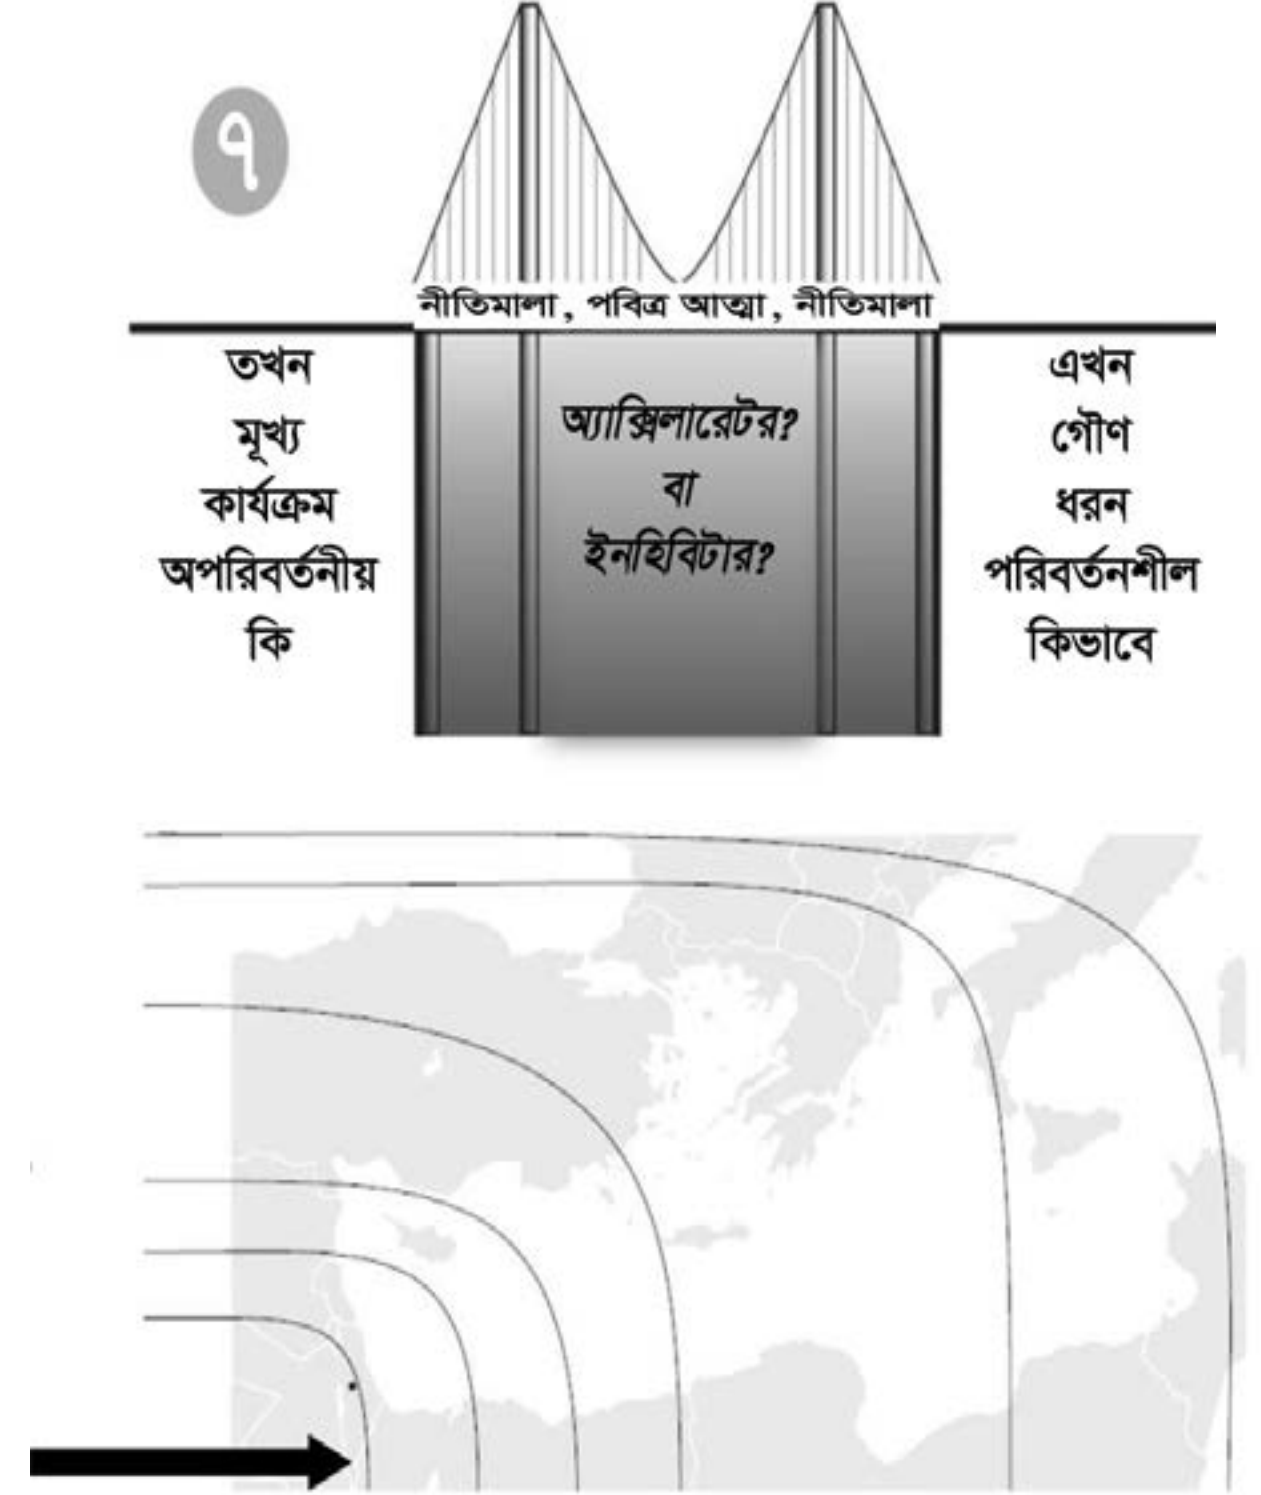 ৭
নীতিমালা, পবিত্র আত্মা, নীতিমালা
তখন
মূখ্য
কার্যক্রম
অপরিবর্তনীয়
কি
অ্যাক্সিলারেটর?
বা
ইনহিবিটার?
এখন
গৌণ
ধরন
পরিবর্তনশীল
কিভাবে